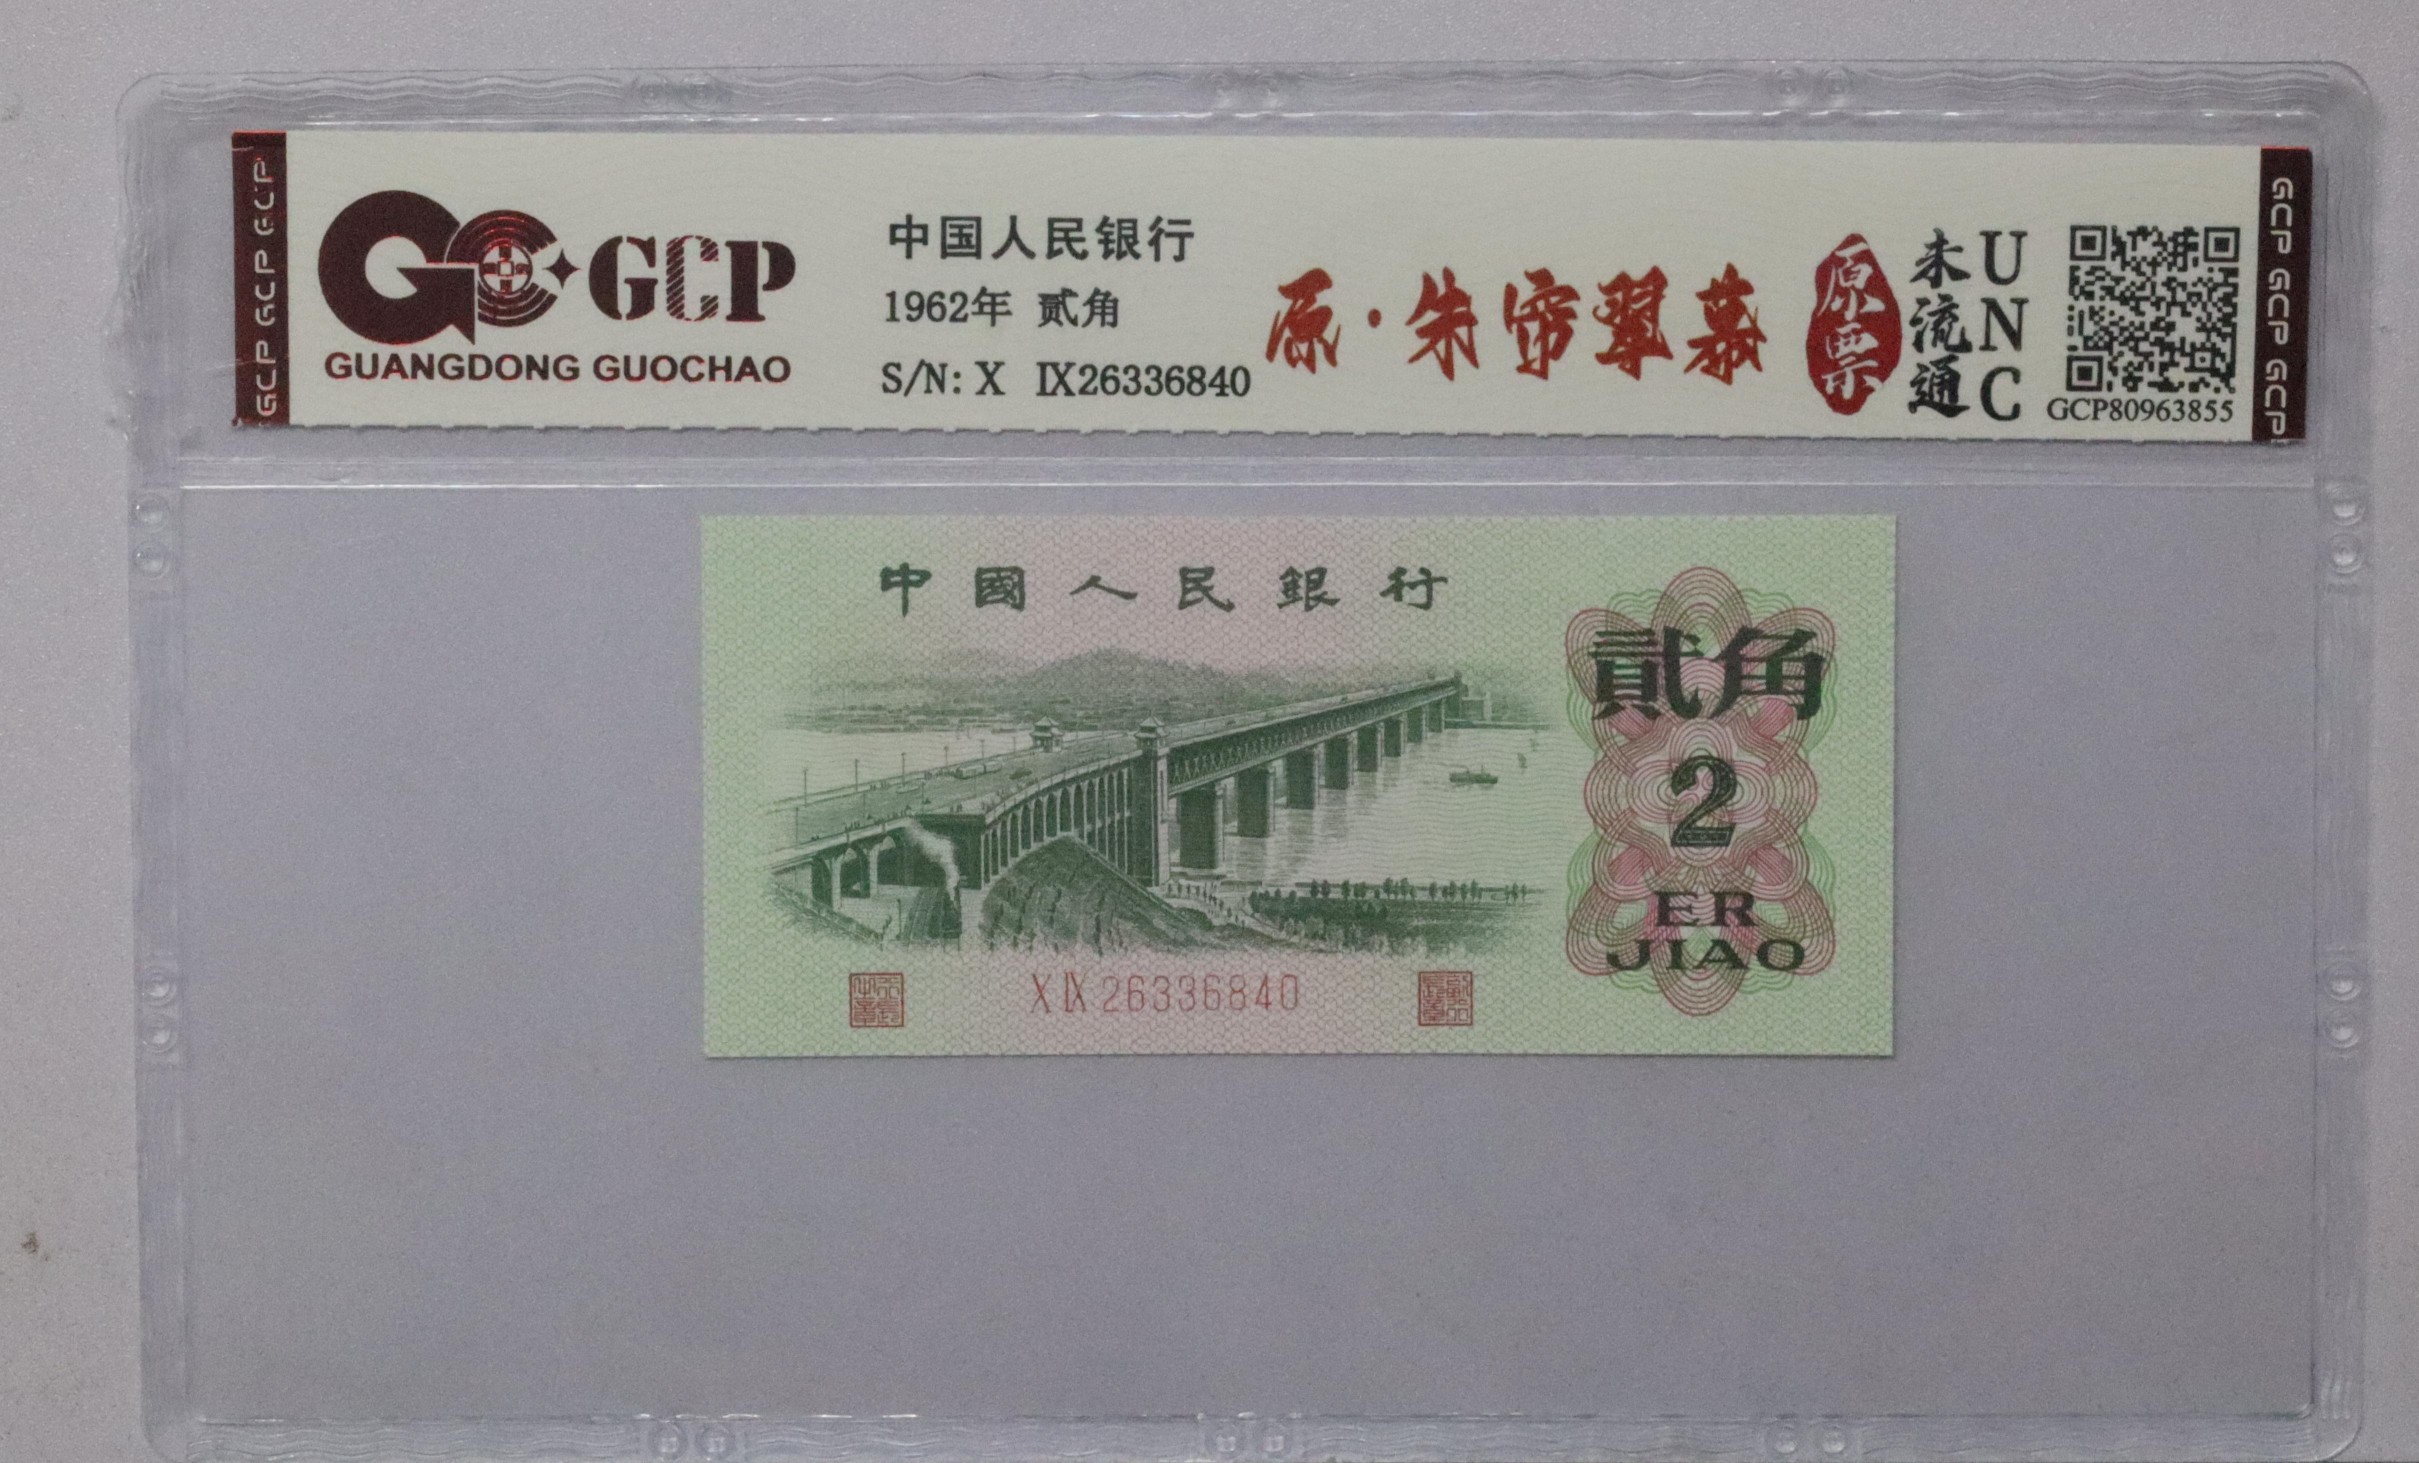 GCP GCP GCP
GCP
GUANGDONG GUOCHAO
中国人民银行
1962年 贰角
S/N: X IX26336840
原·朱帘翠幕
原票
未流通
UNC
GCP80963855
GCP GCP GCP
中國人民銀行
貳角
2
ER
JIAO
X IX 26336840